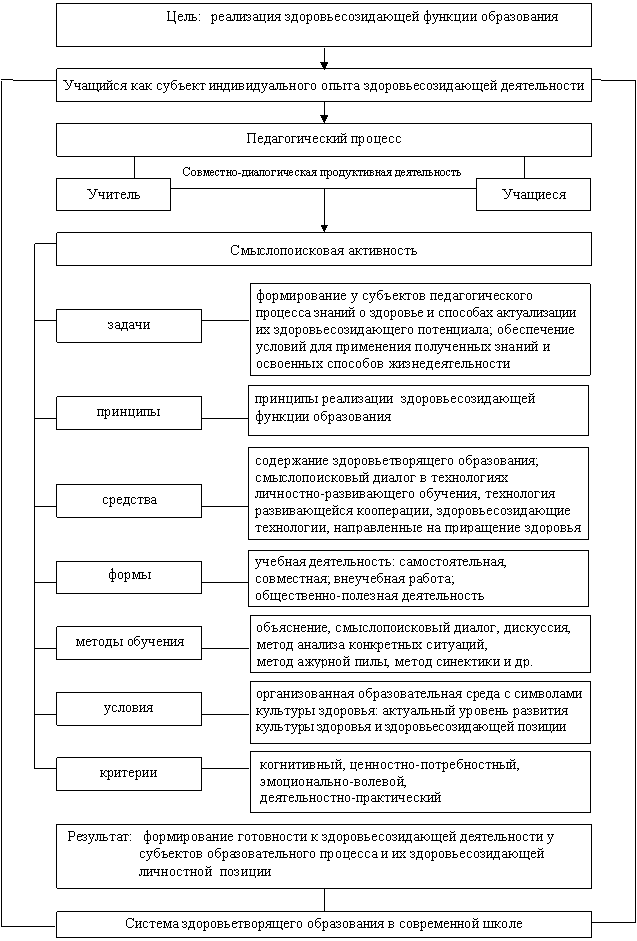 Цель: реализация здоровьесозидающей функции образования
Учащийся как субъект индивидуального опыта здоровьесозидающей деятельности
Педагогический процесс
Совместно-диалогическая продуктивная деятельность
Учитель
Учащиеся
Смыслопоисковая активность
задачи
формирование у субъектов педагогического
процесса знаний о здоровье и способах актуализации
их здоровьесозидающего потенциала; обеспечение
условий для применения полученных знаний и
освоенных способов жизнедеятельности
принципы
принципы реализации здоровьесозидающей
функции образования
средства
содержание здоровьетворящего образования;
смыслопоисковый диалог в технологиях
личностно-развивающего обучения, технология
развивающейся кооперации, здоровьесозидающие
технологии, направленные на приращение здоровья
формы
учебная деятельность: самостоятельная,
совместная; внеучебная работа;
общественно-полезная деятельность
методы обучения
объяснение, смыслопоисковый диалог, дискуссия,
метод анализа конкретных ситуаций,
метод ажурной пилы, метод синектики и др.
условия
организованная образовательная среда с символами
культуры здоровья: актуальный уровень развития
культуры здоровья и здоровьесозидающей позиции
критерии
когнитивный, ценностно-потребностный,
эмоционально-волевой,
деятельностно-практический
Результат: формирование готовности к здоровьесозидающей деятельности у
субъектов образовательного процесса и их здоровьесозидающей
личностной позиции
Система здоровьетворящего образования в современной школе